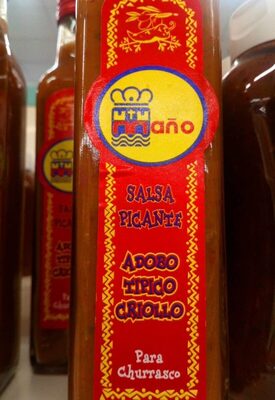 año
SALSA
PICANTE
ADOBO
TIPICO
CRIOLLO
Para
Churrasco